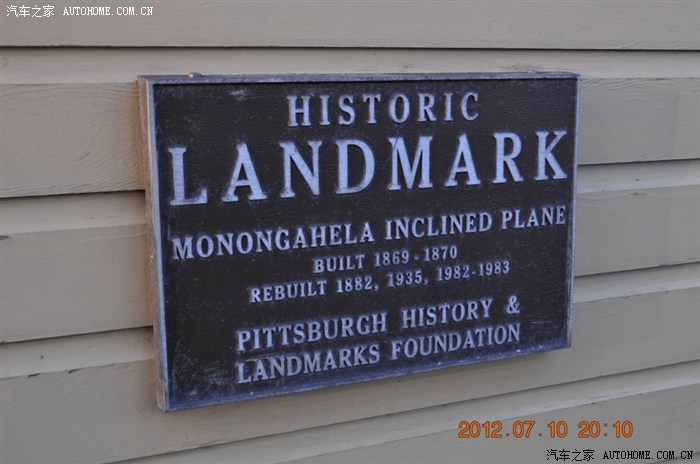 汽车之家 AUTOHOME.COM.CN
HISTORIC
LANDMARK
MONONGAHELA INCLINED PLANE
BUILT 1869-1870
REBUILT 1882, 1935, 1982-1983
PITTSBURGH HISTORY &
LANDMARKS FOUNDATION
2012.07.10 20:10
汽车之家 AUTOHOME.COM.CN